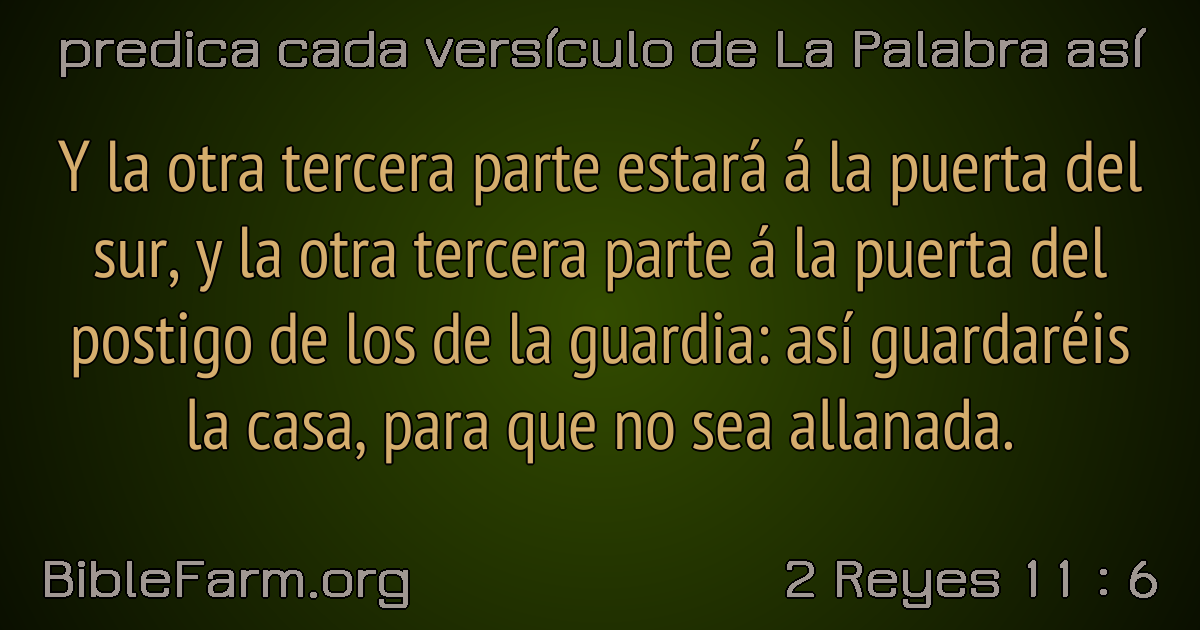 predica cada versículo de La Palabra así
Y la otra tercera parte estará á la puerta del
sur, y la otra tercera parte á la puerta del
postigo de los de la guardia: así guardaréis
la casa, para que no sea allanada.
BibleFarm.org
2 Reyes 11 : 6